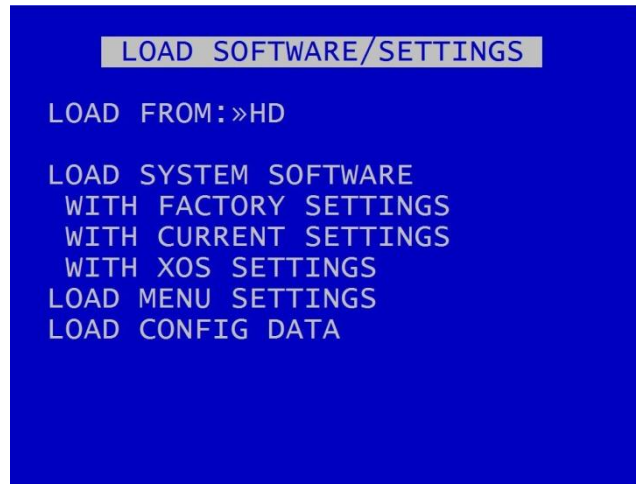 LOAD SOFTWARE/SETTINGS
LOAD FROM:»HD
LOAD SYSTEM SOFTWARE
WITH FACTORY SETTINGS
WITH CURRENT SETTINGS
WITH XOS SETTINGS
LOAD MENU SETTINGS
LOAD CONFIG DATA